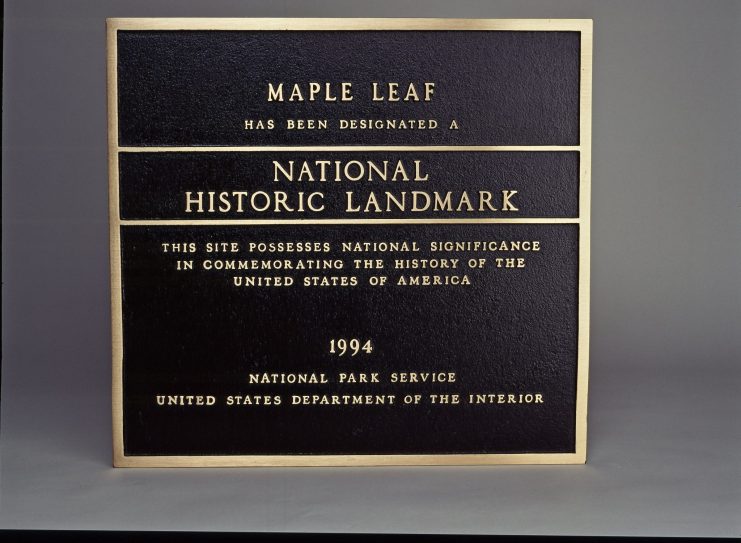 MAPLE LEAF
HAS BEEN DESIGNATED A
NATIONAL
HISTORIC LANDMARK
THIS SITE POSSESSES NATIONAL SIGNIFICANCE
IN COMMEMORATING THE HISTORY OF THE
UNITED STATES OF AMERICA
1994
NATIONAL PARK SERVICE
UNITED STATES DEPARTMENT OF THE INTERIOR